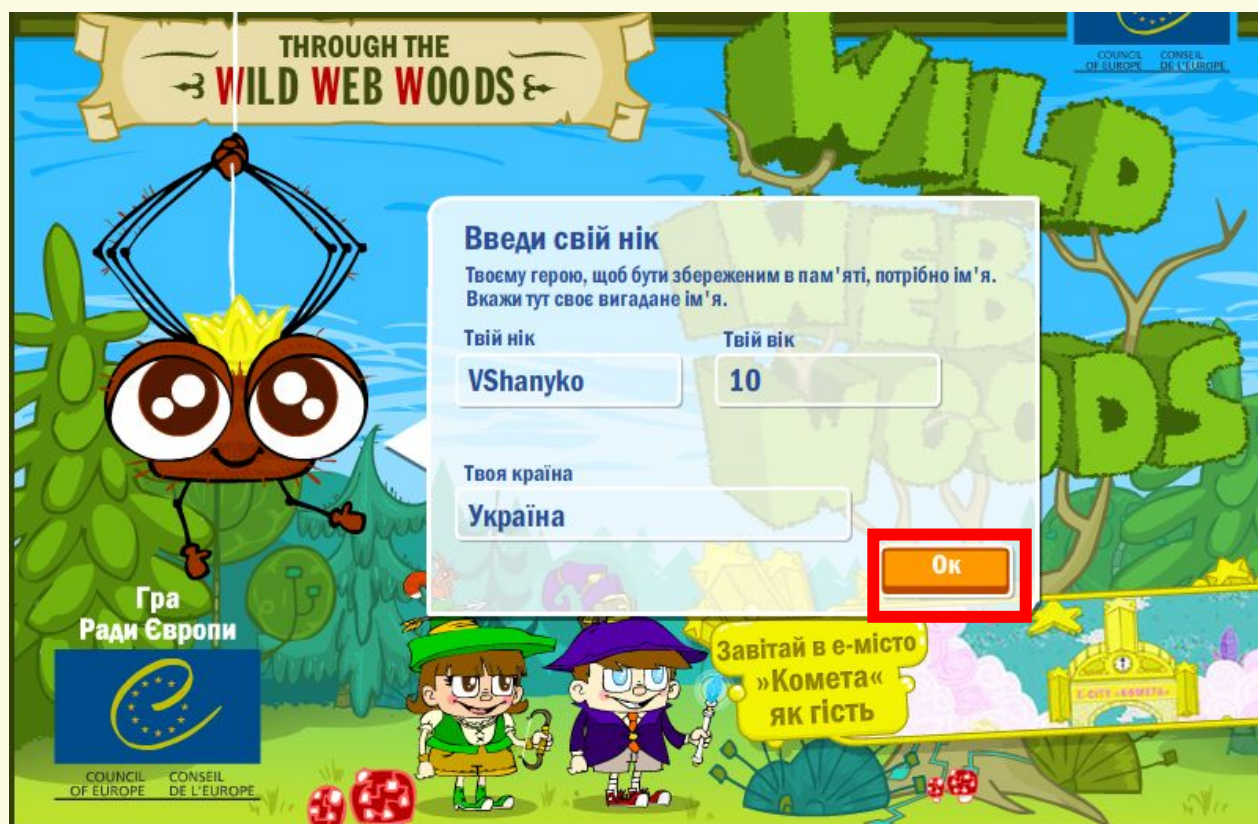 THROUGH THE
WILD WEB WOODS
WILD
WEB
WOODS
COUNCIL OF EUROPE
CONSEIL DE L'EUROPE
Введи свій нік
Твоєму герою, щоб бути збереженим в пам'яті, потрібно ім'я.
Вкажи тут своє вигадане ім'я.
Твій нік
Твій вік
VShanyko
10
Твоя країна
Україна
Ок
Гра
Ради Європи
COUNCIL OF EUROPE
CONSEIL DE L'EUROPE
Завітай в е-місто
»Комета«
як гість
E-CITY «KOMETA»